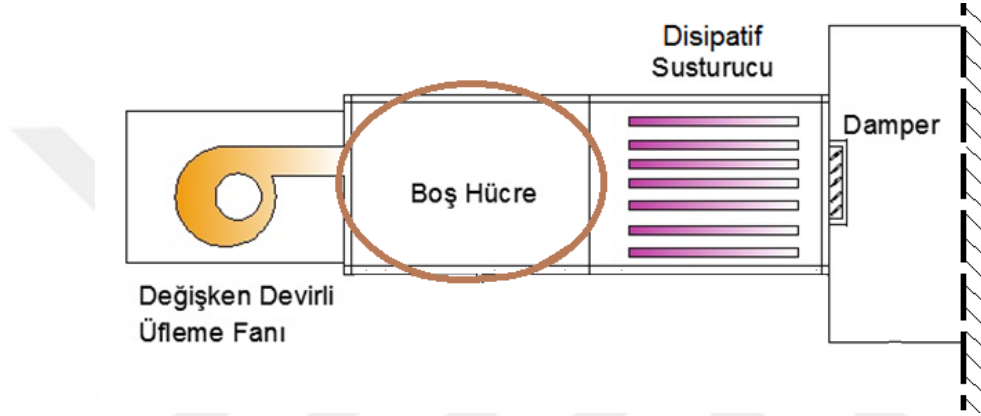 Disipatif
Susturucu
Damper
Boş Hücre
Değişken Devirli
Üfleme Fanı